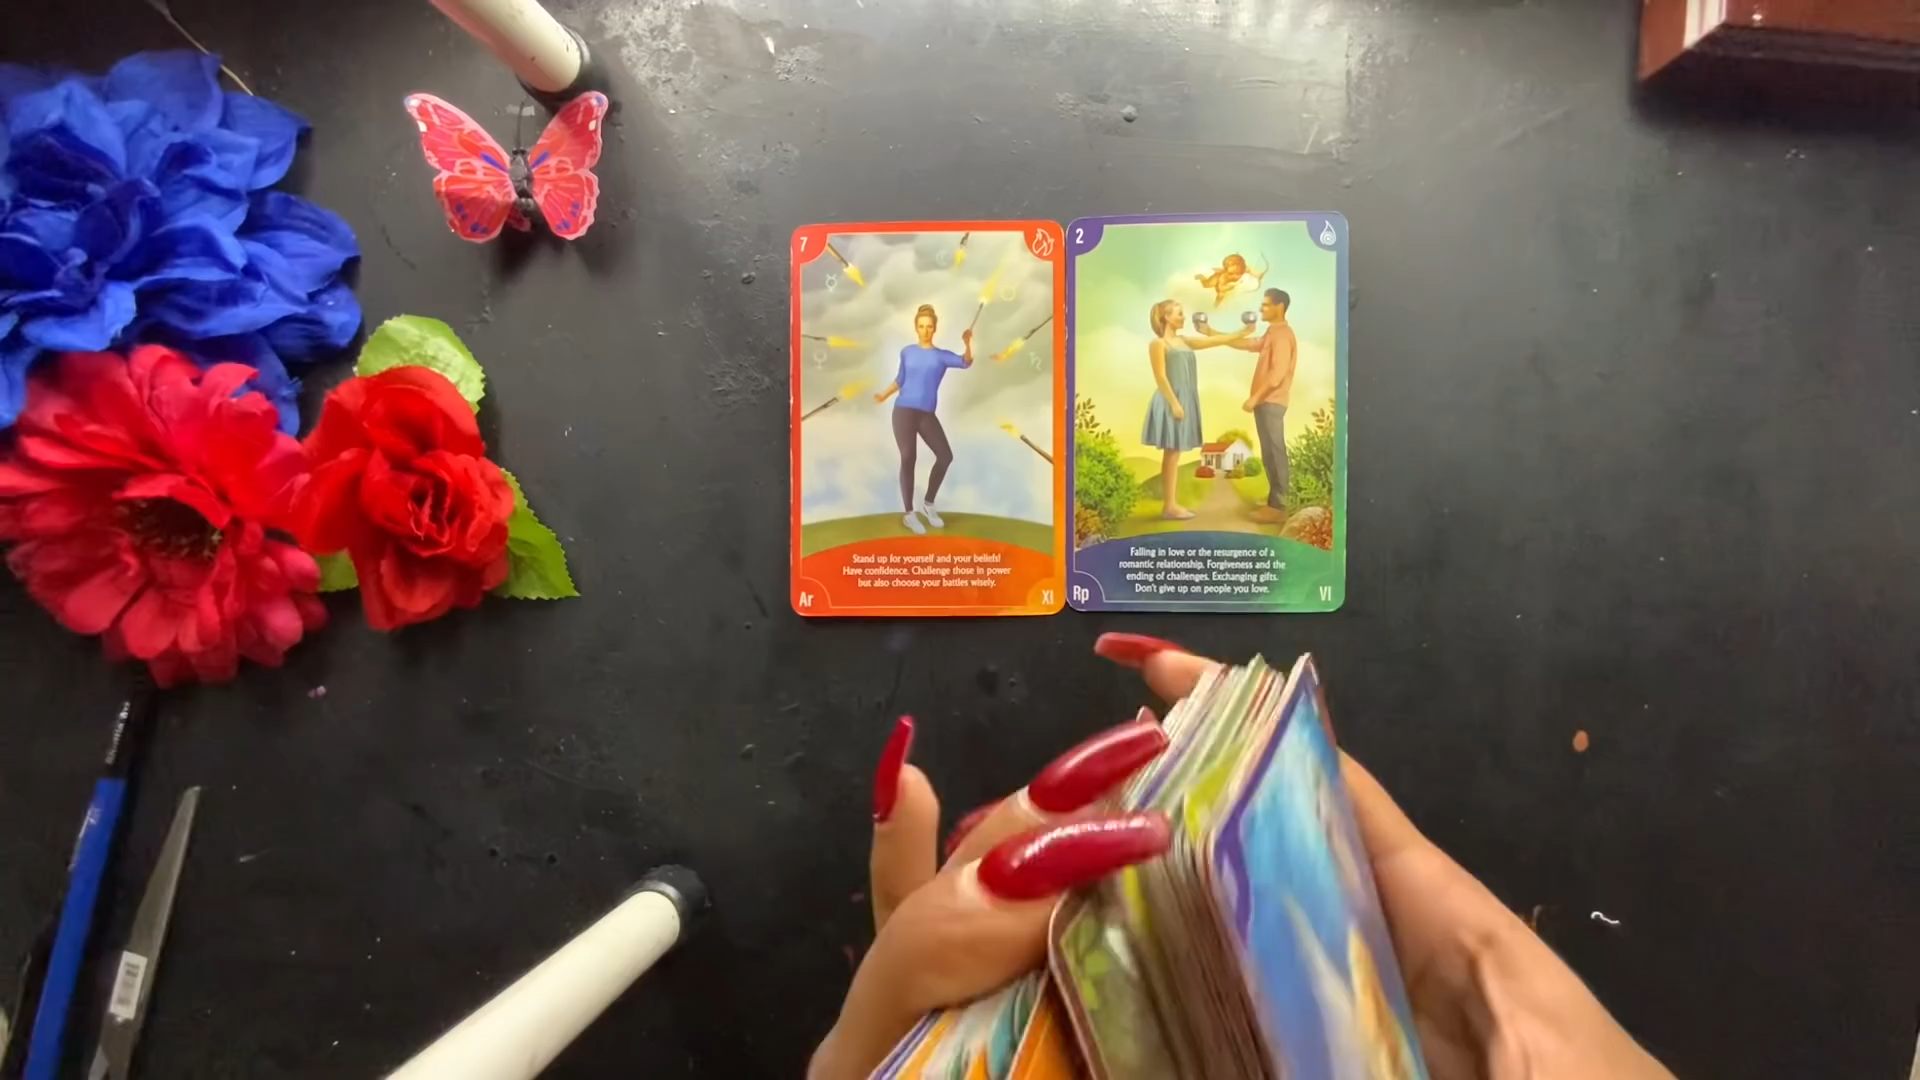 7
Stand up for yourself and your beliefs!
Have confidence. Challenge those in power
but also choose your battles wisely.
Ar
XI
2
Falling in love or the resurgence of a
romantic relationship. Forgiveness and the
ending of challenges. Exchanging gifts.
Don't give up on people you love.
Rp
VI